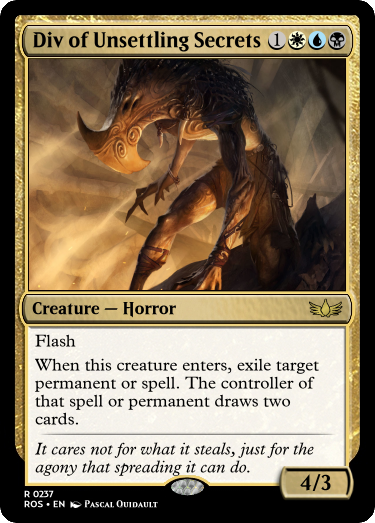 Div of Unsettling Secrets 1
Creature — Horror
Flash
When this creature enters, exile target
permanent or spell. The controller of
that spell or permanent draws two
cards.
It cares not for what it steals, just for the
agony that spreading it can do.
4/3
R 0237
ROS • EN Pascal Quidault